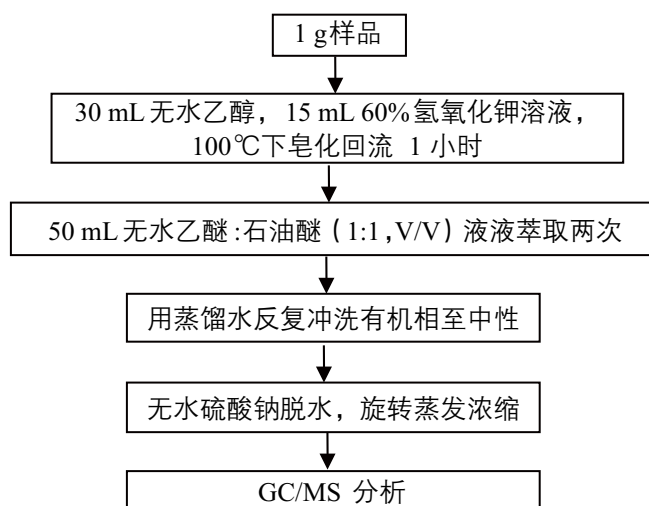 1 g样品
30 mL 无水乙醇，15 mL 60%氢氧化钾溶液，
100℃下皂化回流 1 小时
50 mL 无水乙醚:石油醚（1:1,V/V）液液萃取两次
用蒸馏水反复冲洗有机相至中性
无水硫酸钠脱水，旋转蒸发浓缩
GC/MS 分析